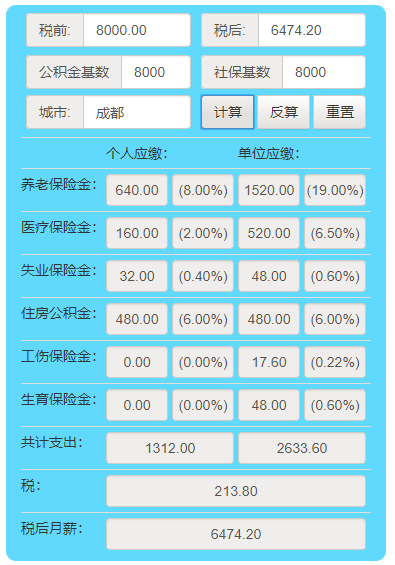 税前: 8000.00 税后: 6474.20
公积金基数 8000 社保基数 8000
城市: 成都 计算 反算 重置
个人应缴: 单位应缴:
养老保险金: 640.00 (8.00%) 1520.00 (19.00%)
医疗保险金: 160.00 (2.00%) 520.00 (6.50%)
失业保险金: 32.00 (0.40%) 48.00 (0.60%)
住房公积金: 480.00 (6.00%) 480.00 (6.00%)
工伤保险金: 0.00 (0.00%) 17.60 (0.22%)
生育保险金: 0.00 (0.00%) 48.00 (0.60%)
共计支出: 1312.00 2633.60
税: 213.80
税后月薪: 6474.20